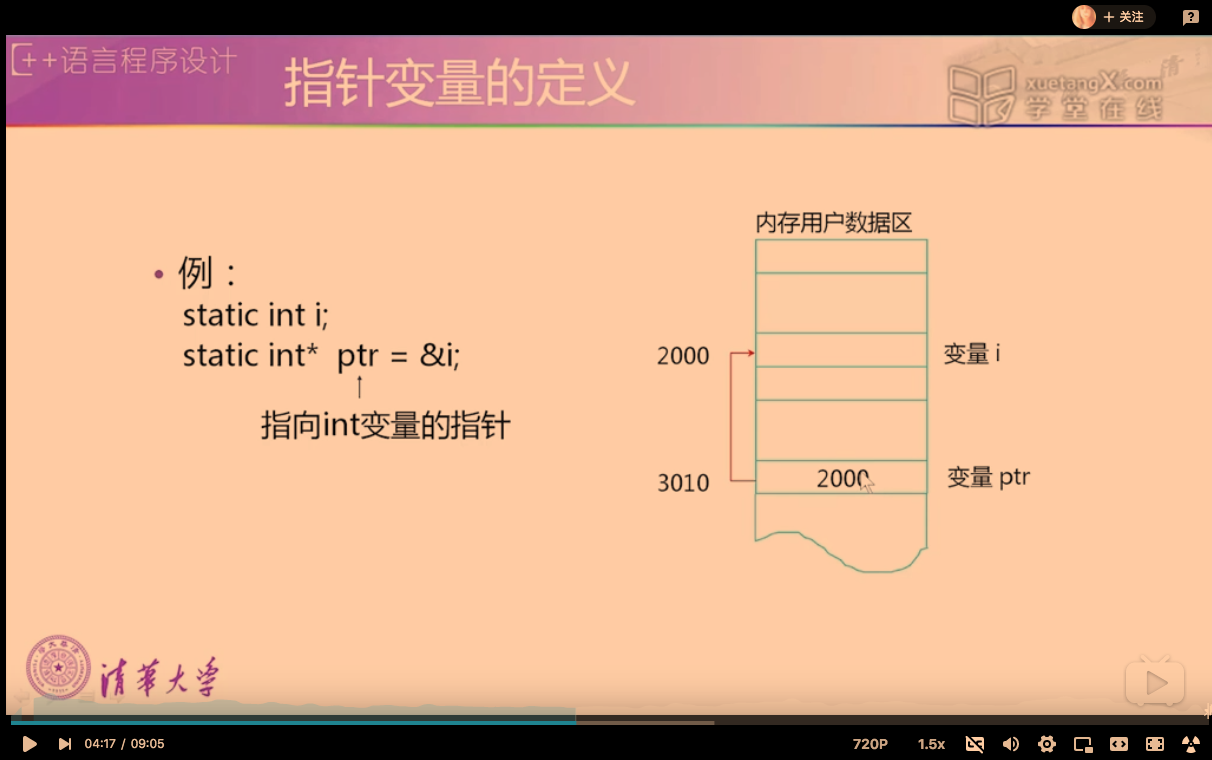 + 关注
C++语言程序设计
指针变量的定义
xuetangX.com
学堂在线
内存用户数据区
• 例：
static int i;
static int* ptr = &i;
↑
指向int变量的指针
2000
变量 i
3010
2000
变量 ptr
清华大学
04:17 / 09:05
720P
1.5x